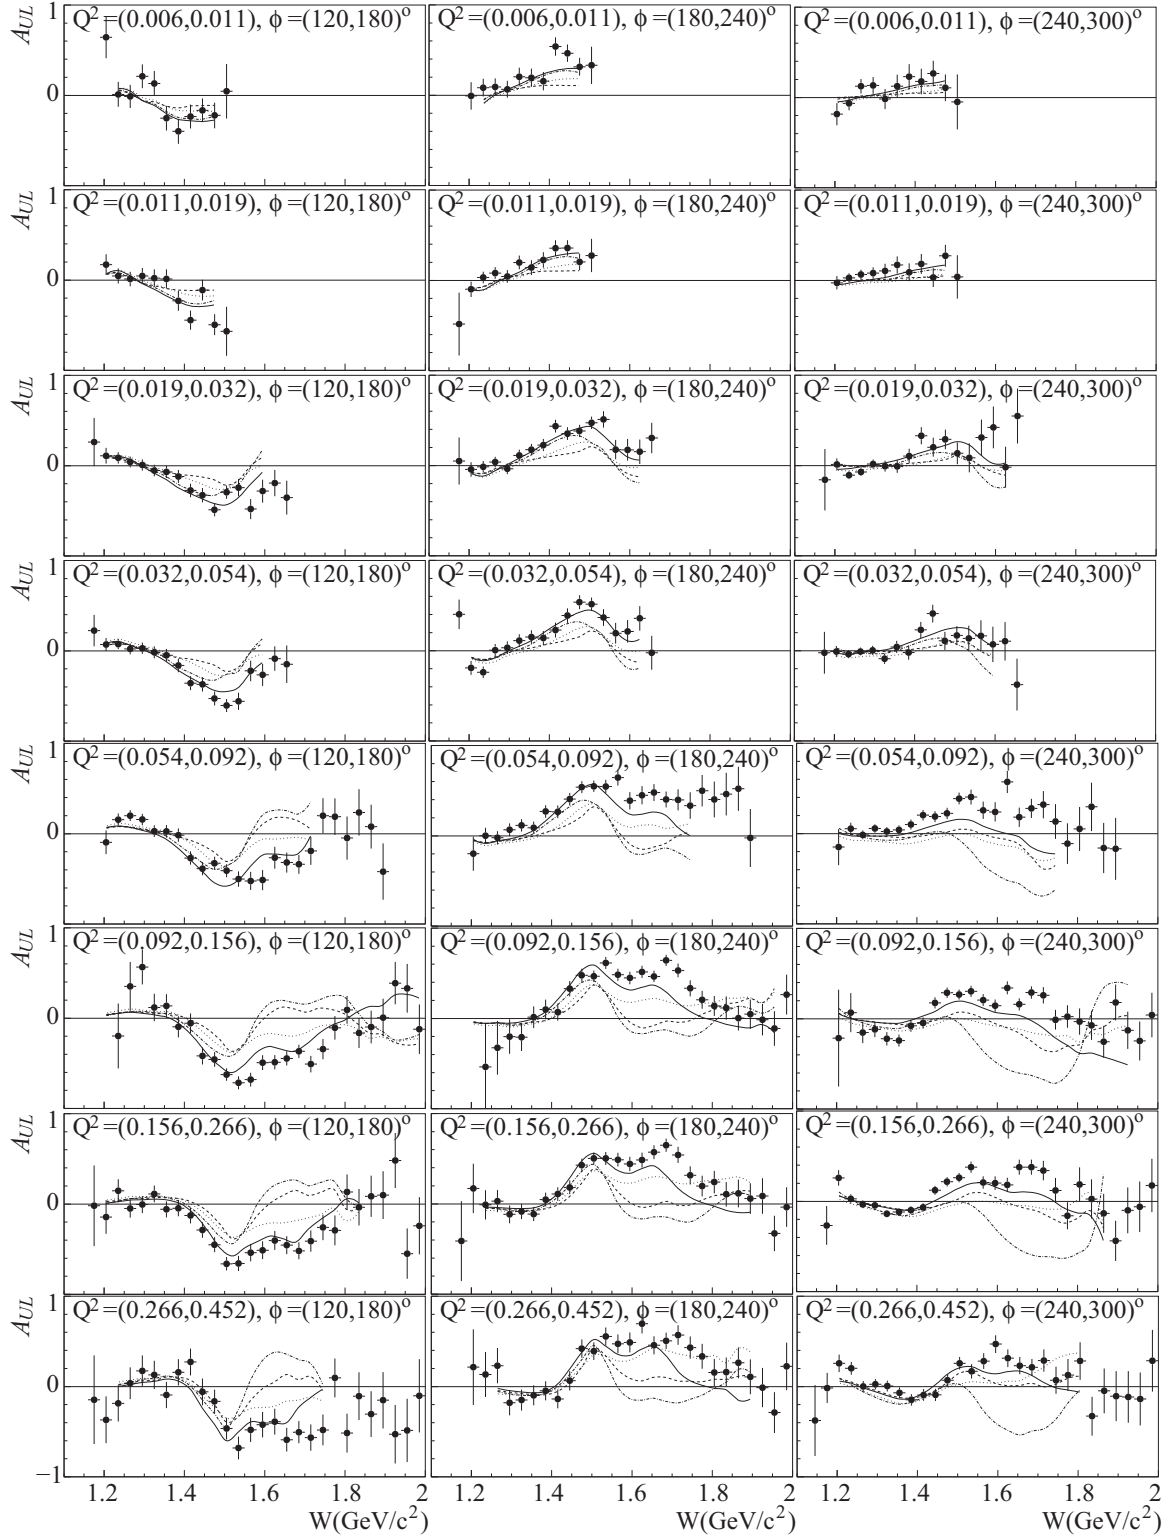 A_UL 1 Q²=(0.006,0.011), ϕ=(120,180)° Q²=(0.006,0.011), ϕ=(180,240)° Q²=(0.006,0.011), ϕ=(240,300)°
0
A_UL 1 Q²=(0.011,0.019), ϕ=(120,180)° Q²=(0.011,0.019), ϕ=(180,240)° Q²=(0.011,0.019), ϕ=(240,300)°
0
A_UL 1 Q²=(0.019,0.032), ϕ=(120,180)° Q²=(0.019,0.032), ϕ=(180,240)° Q²=(0.019,0.032), ϕ=(240,300)°
0
A_UL 1 Q²=(0.032,0.054), ϕ=(120,180)° Q²=(0.032,0.054), ϕ=(180,240)° Q²=(0.032,0.054), ϕ=(240,300)°
0
A_UL 1 Q²=(0.054,0.092), ϕ=(120,180)° Q²=(0.054,0.092), ϕ=(180,240)° Q²=(0.054,0.092), ϕ=(240,300)°
0
A_UL 1 Q²=(0.092,0.156), ϕ=(120,180)° Q²=(0.092,0.156), ϕ=(180,240)° Q²=(0.092,0.156), ϕ=(240,300)°
0
A_UL 1 Q²=(0.156,0.266), ϕ=(120,180)° Q²=(0.156,0.266), ϕ=(180,240)° Q²=(0.156,0.266), ϕ=(240,300)°
0
A_UL 1 Q²=(0.266,0.452), ϕ=(120,180)° Q²=(0.266,0.452), ϕ=(180,240)° Q²=(0.266,0.452), ϕ=(240,300)°
0
−1
1.2 1.4 1.6 1.8 2 1.2 1.4 1.6 1.8 2 1.2 1.4 1.6 1.8 2
W(GeV/c²) W(GeV/c²) W(GeV/c²)